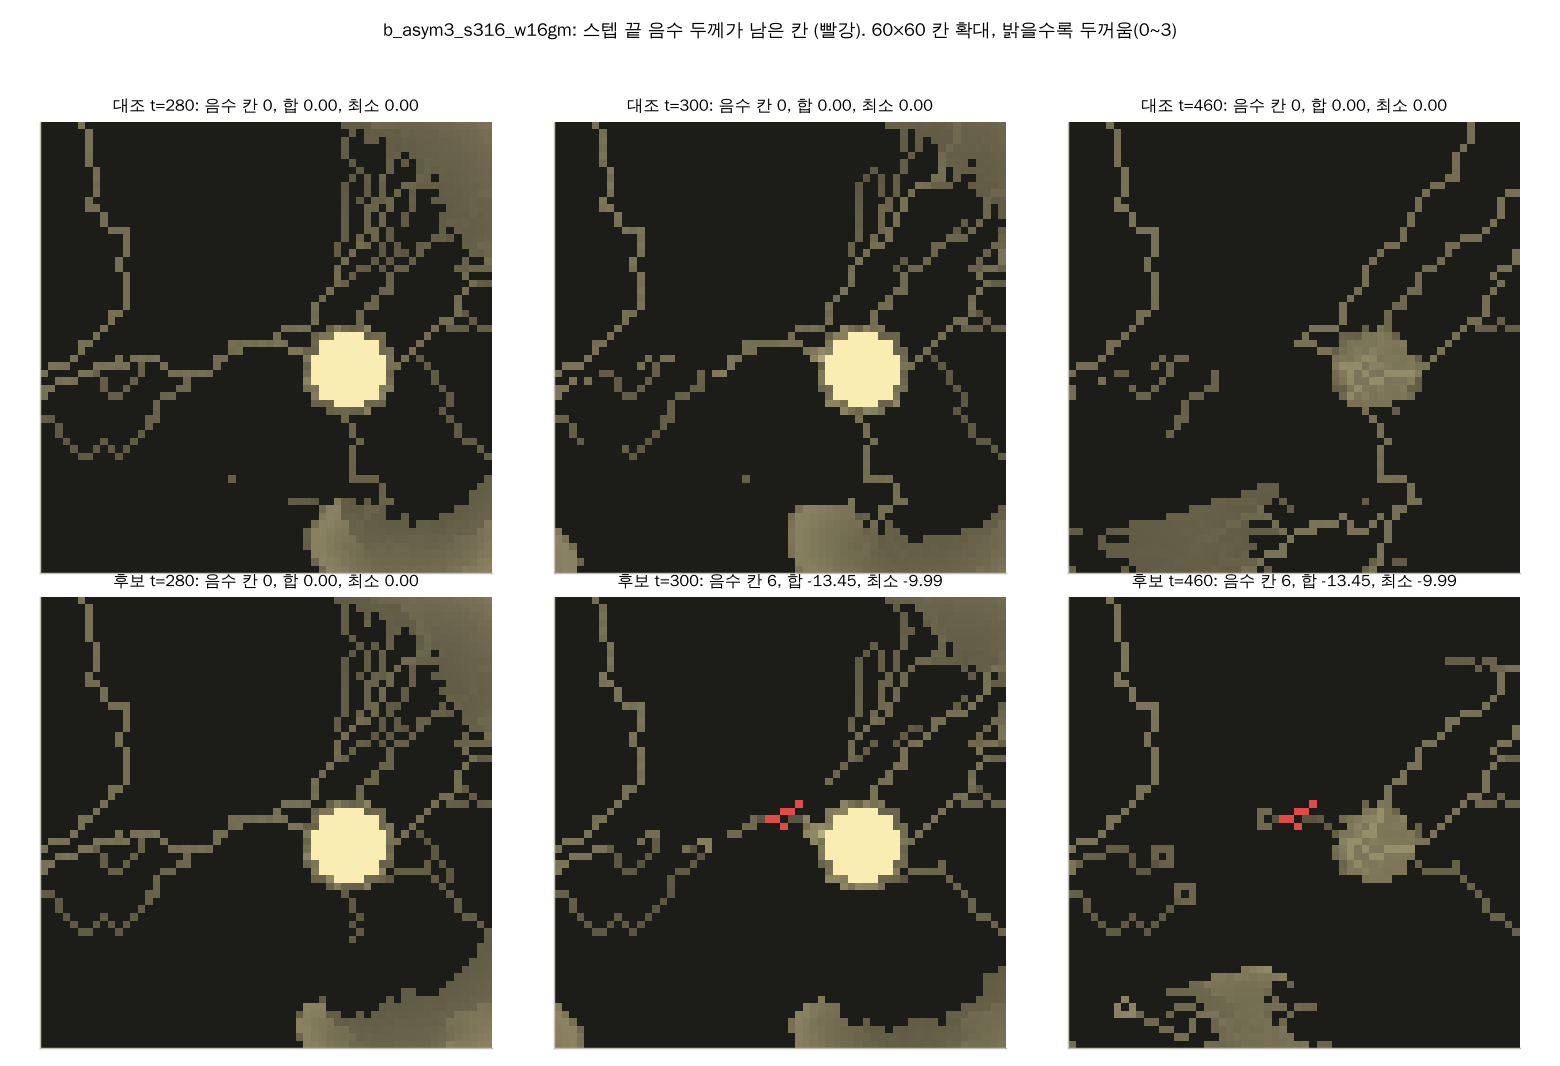 b_asym3_s316_w16gm: 스텝 끝 음수 두께가 남은 칸 (빨강). 60×60 칸 확대, 밝을수록 두꺼움(0~3)
대조 t=280: 음수 칸 0, 합 0.00, 최소 0.00
대조 t=300: 음수 칸 0, 합 0.00, 최소 0.00
대조 t=460: 음수 칸 0, 합 0.00, 최소 0.00
후보 t=280: 음수 칸 0, 합 0.00, 최소 0.00
후보 t=300: 음수 칸 6, 합 -13.45, 최소 -9.99
후보 t=460: 음수 칸 6, 합 -13.45, 최소 -9.99